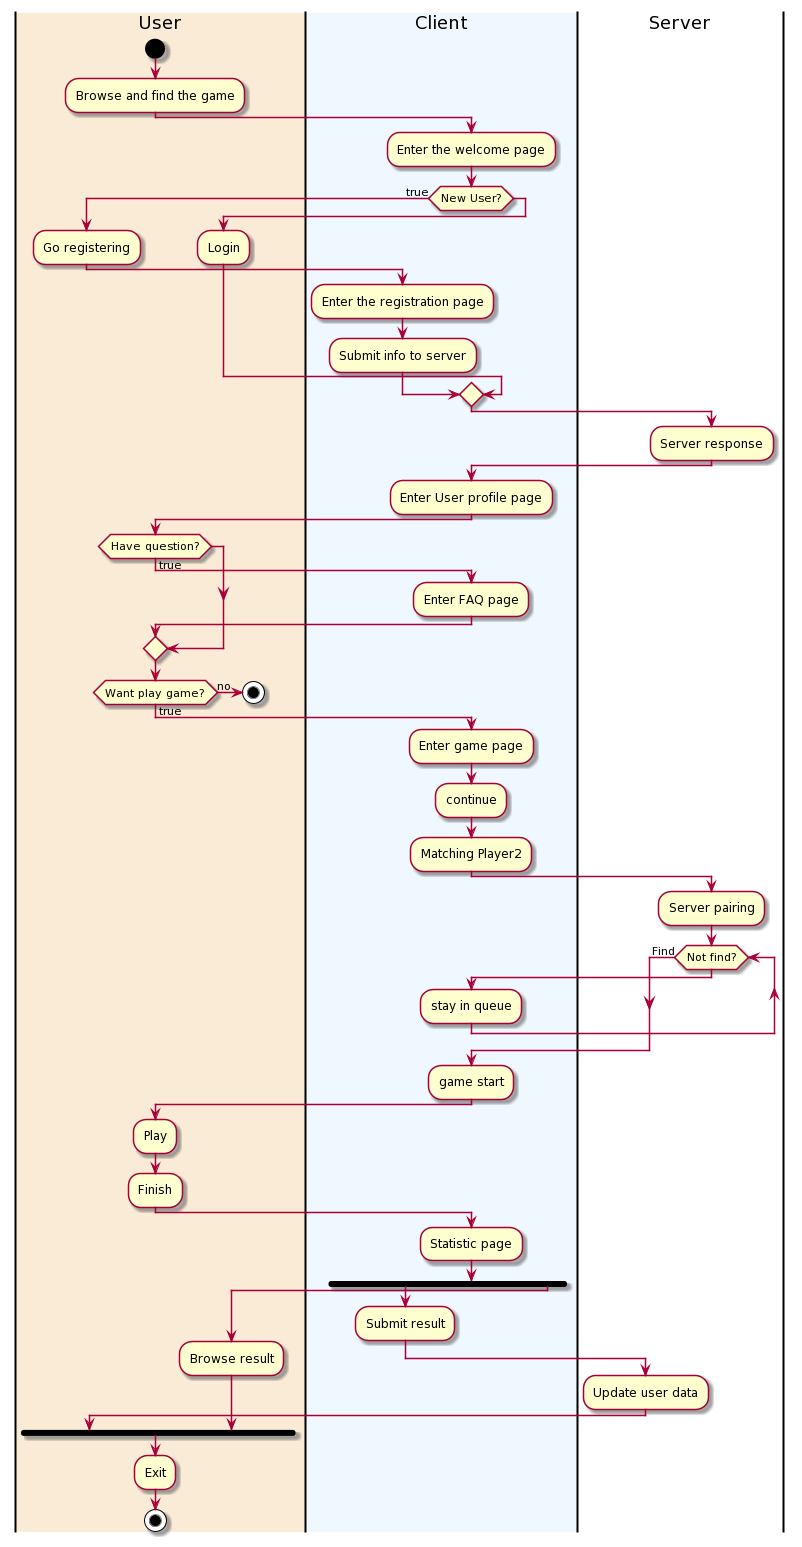 User
Client
Server
Browse and find the game
Enter the welcome page
true
New User?
Go registering
Login
Enter the registration page
Submit info to server
Server response
Enter User profile page
Have question?
true
Enter FAQ page
Want play game?
no
true
Enter game page
continue
Matching Player2
Server pairing
Find
Not find?
stay in queue
game start
Play
Finish
Statistic page
Submit result
Browse result
Update user data
Exit